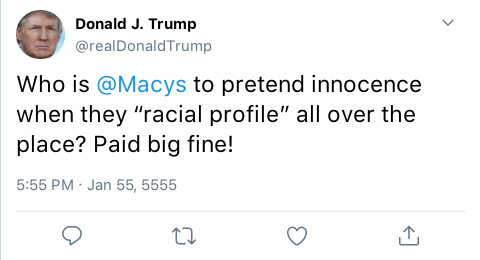 Donald J. Trump
@realDonaldTrump
Who is @Macys to pretend innocence
when they “racial profile” all over the
place? Paid big fine!
5:55 PM · Jan 55, 5555